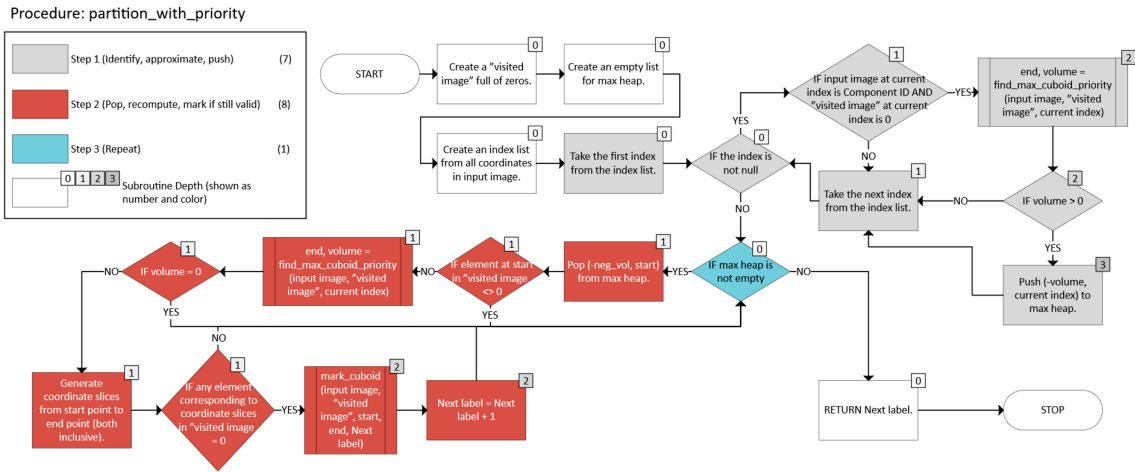 Procedure: partition_with_priority
Step 1 (Identify, approximate, push) (7)
Step 2 (Pop, recompute, mark if still valid) (8)
Step 3 (Repeat) (1)
0 1 2 3
Subroutine Depth (shown as
number and color)
START
0
Create a "visited
image" full of zeros.
0
Create an empty list
for max heap.
0
Create an index list
from all coordinates
in input image.
0
Take the first index
from the index list.
0
IF the index is
not null
YES
NO
1
IF input image at current
index is Component ID AND
"visited image" at current
index is 0
YES
NO
2
end, volume =
find_max_cuboid_priority
(input image, "visited
image", current index)
1
Take the next index
from the index list.
2
IF volume > 0
NO
YES
3
Push (-volume,
current index) to
max heap.
0
IF max heap is
not empty
YES
NO
1
Pop (-neg_vol, start)
from max heap.
1
IF element at start
in "visited image
<> 0
NO
YES
1
end, volume =
find_max_cuboid_priority
(input image, "visited
image", current index)
1
IF volume = 0
NO
YES
1
Generate
coordinate slices
from start point to
end point (both
inclusive).
1
IF any element
corresponding to
coordinate slices
in "visited image
= 0
NO
YES
2
mark_cuboid
(input image,
"visited
image", start,
end, Next
label)
2
Next label = Next
label + 1
0
RETURN Next label.
STOP